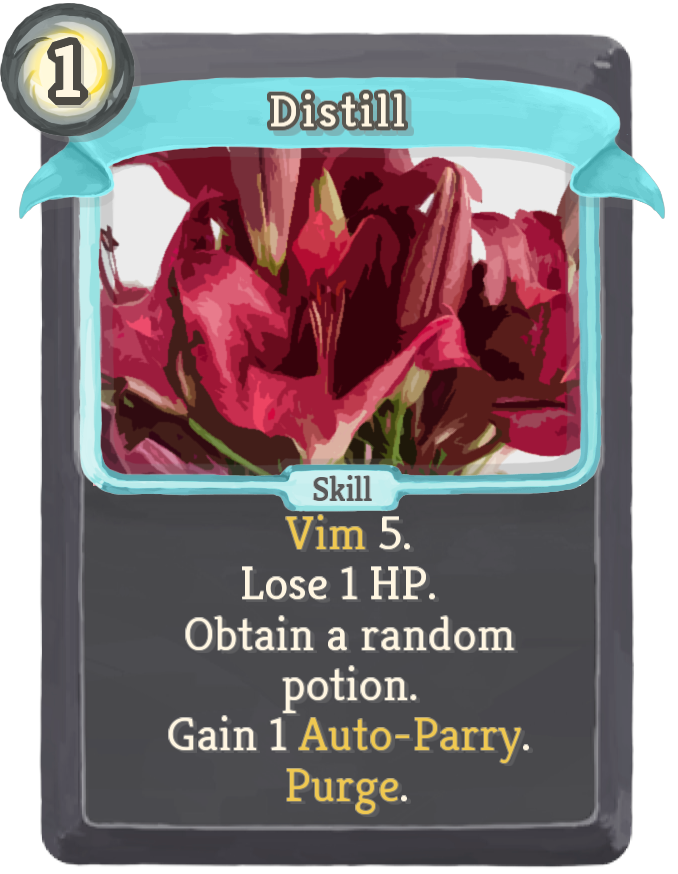 1
Distill
Skill
Vim 5.
Lose 1 HP.
Obtain a random
potion.
Gain 1 Auto-Parry.
Purge.